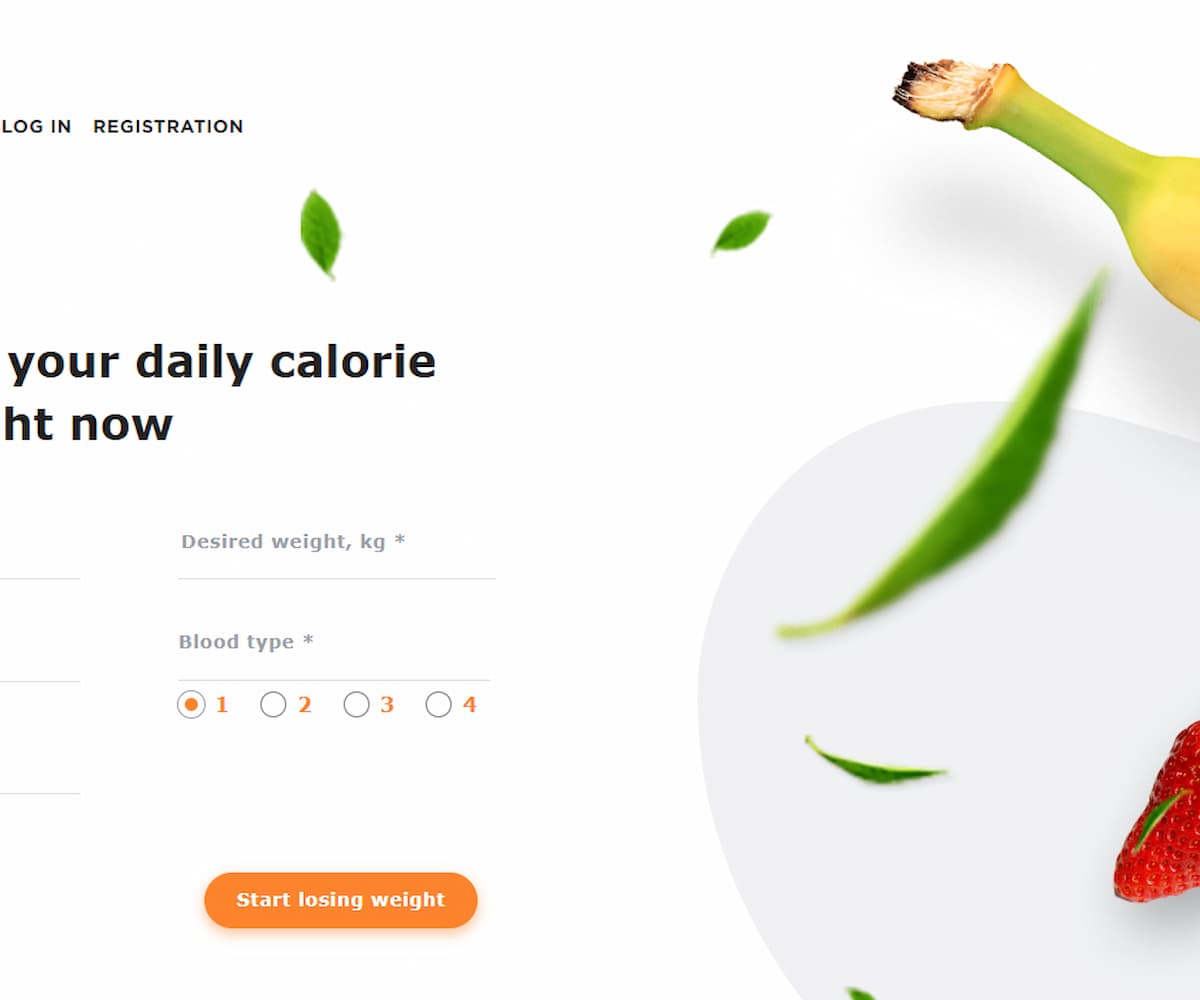 LOG IN REGISTRATION
your daily calorie
ht now
Desired weight, kg *
Blood type *
1 2 3 4
Start losing weight